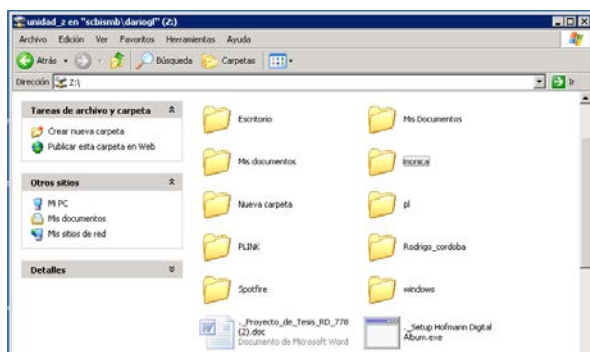 unidad_z en "scbismb\dariogf" (Z:)
Archivo Edición Ver Favoritos Herramientas Ayuda
Atrás Búsqueda Carpetas
Dirección Z:\ Ir
Tareas de archivo y carpeta
Crear nueva carpeta
Publicar esta carpeta en Web
Otros sitios
Mi PC
Mis documentos
Mis sitios de red
Detalles
Escritorio
Mis Documentos
Mis documentos
monica
Nueva carpeta
pl
PLINK
Rodrigo_cordoba
Spotfire
windows
._Proyecto_de_Tesis_RD_778
(2).doc
Documento de Microsoft Word
._Setup Hofmann Digital
Album.exe